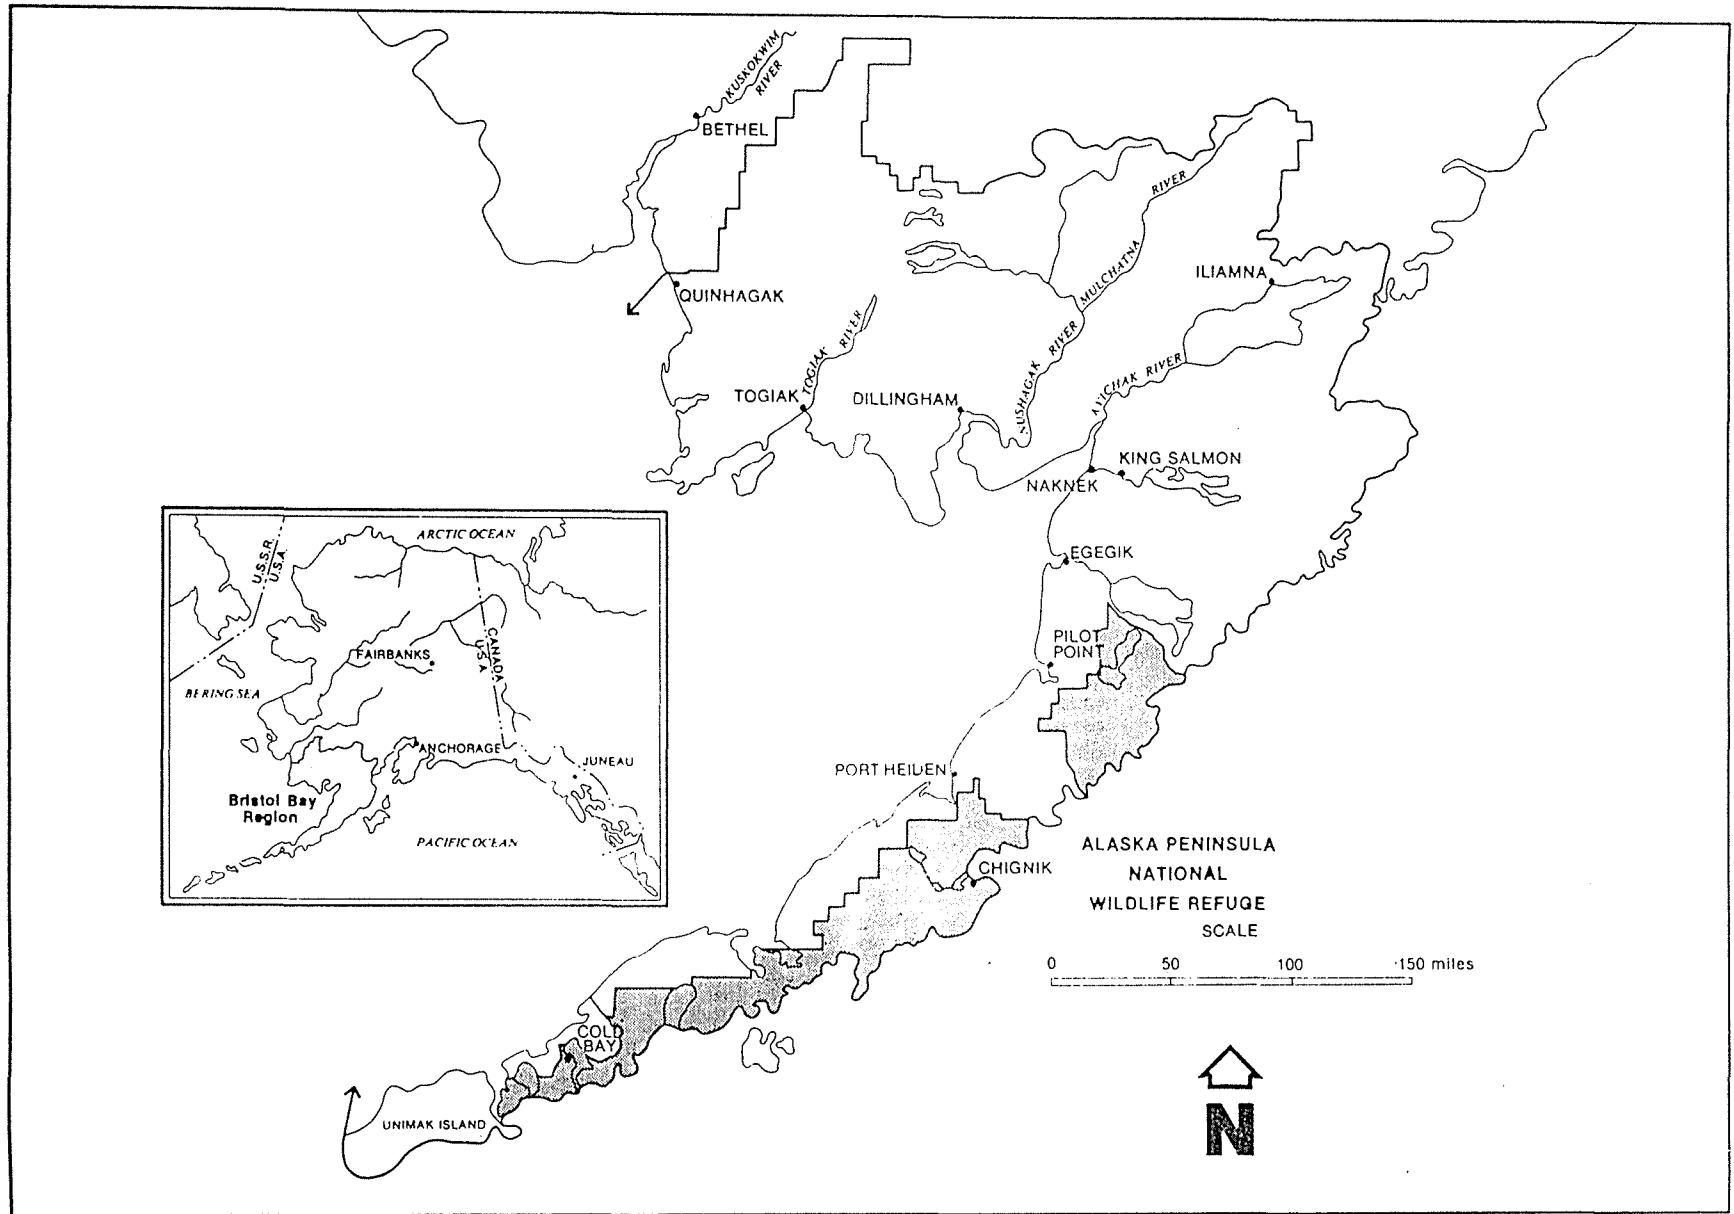 KUSKOKWIM
RIVER
BETHEL
RIVER
MULCHATNA
ILIAMNA
QUINHAGAK
TOGIAK RIVER
NUSHAGAK RIVER
TOGIAK
DILLINGHAM
KVICHAK RIVER
KING SALMON
NAKNEK
EGEGIK
PILOT
POINT
PORT HEIDEN
CHIGNIK
ALASKA PENINSULA
NATIONAL
WILDLIFE REFUGE
SCALE
0 50 100 150 miles
COLD
BAY
UNIMAK ISLAND
N
ARCTIC OCEAN
U.S.S.R.
U.S.A.
CANADA
U.S.A.
FAIRBANKS
BERING SEA
ANCHORAGE
JUNEAU
Bristol Bay
Region
PACIFIC OCEAN